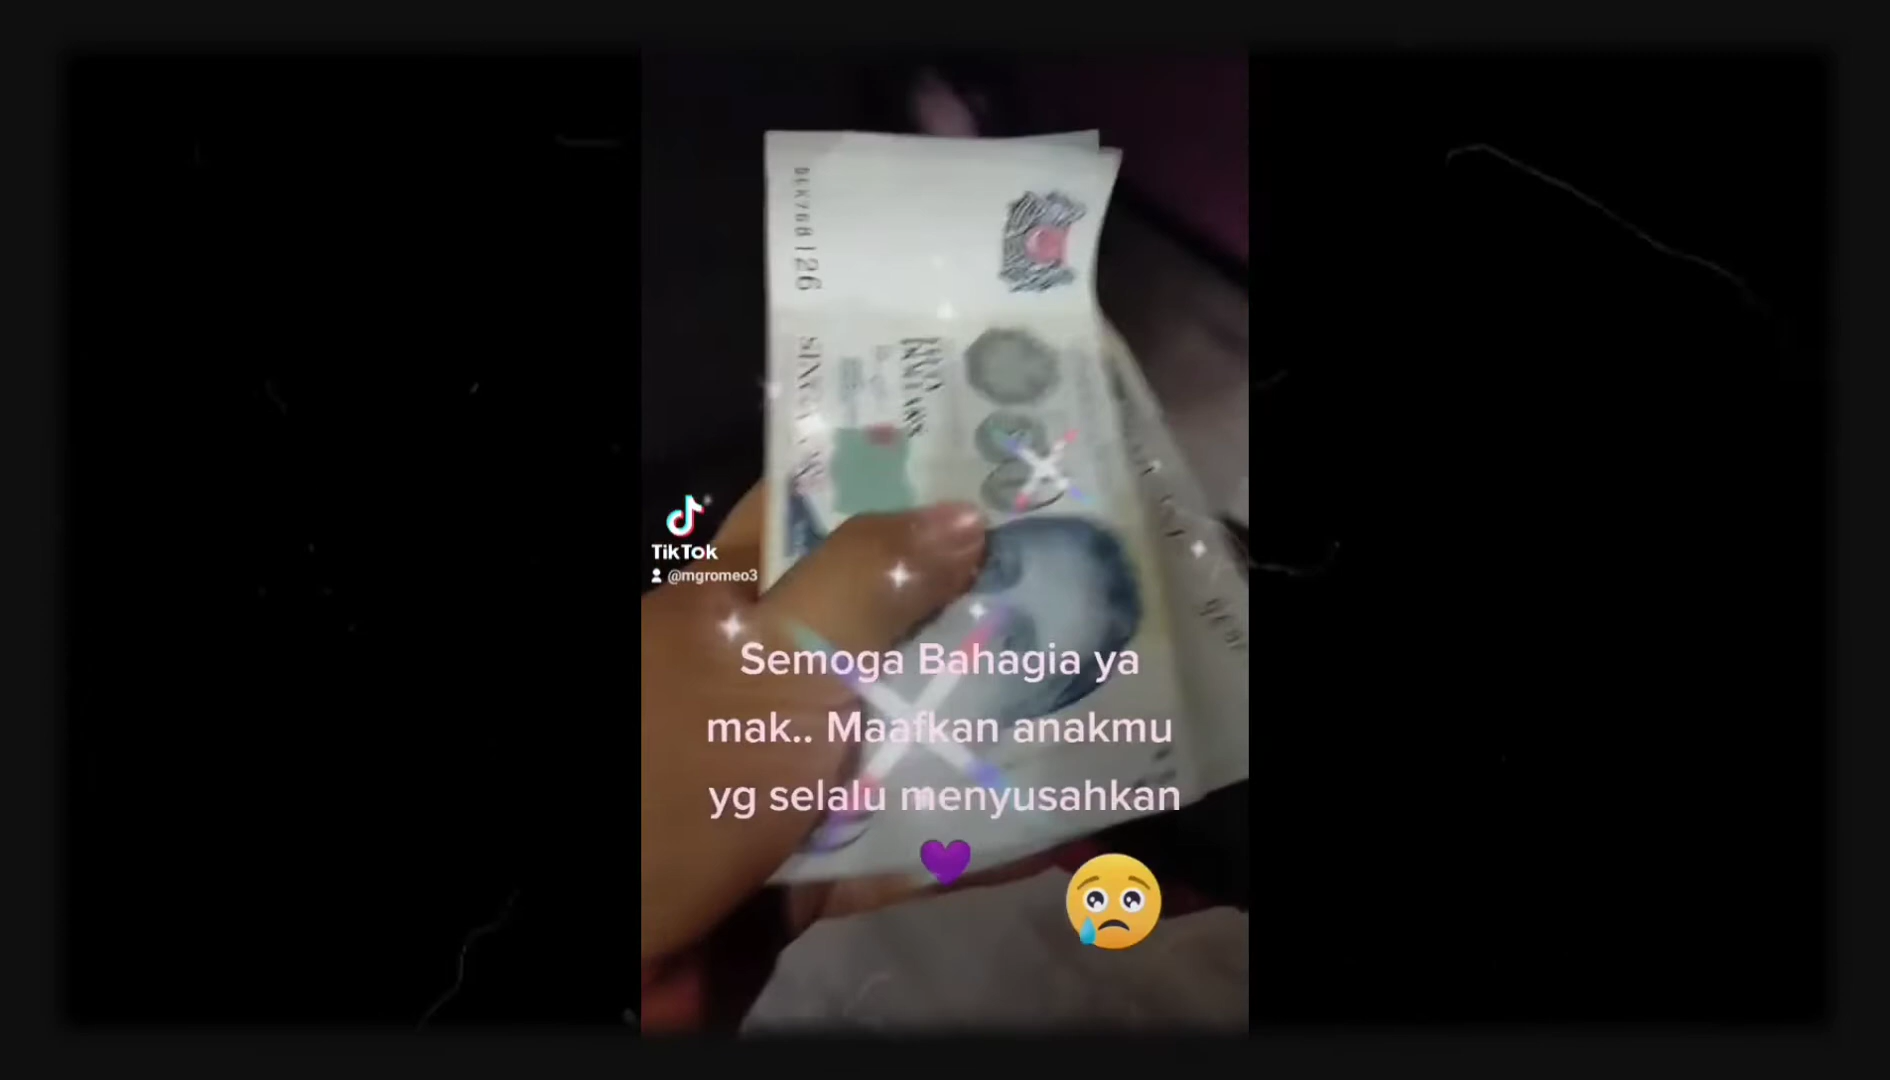 TikTok
@mgromeo3
Semoga Bahagia ya
mak.. Maafkan anakmu
yg selalu menyusahkan